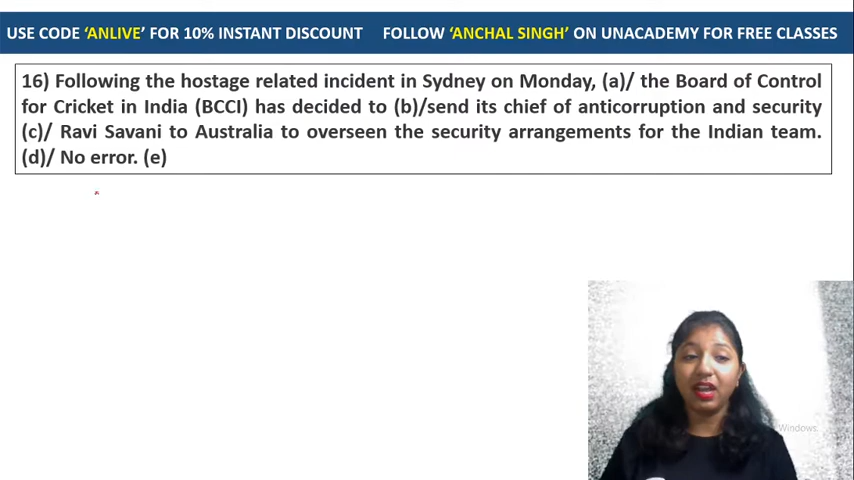 USE CODE ‘ANLIVE’ FOR 10% INSTANT DISCOUNT FOLLOW ‘ANCHAL SINGH’ ON UNACADEMY FOR FREE CLASSES
16) Following the hostage related incident in Sydney on Monday, (a)/ the Board of Control
for Cricket in India (BCCI) has decided to (b)/send its chief of anticorruption and security
(c)/ Ravi Savani to Australia to overseen the security arrangements for the Indian team.
(d)/ No error. (e)
Windows